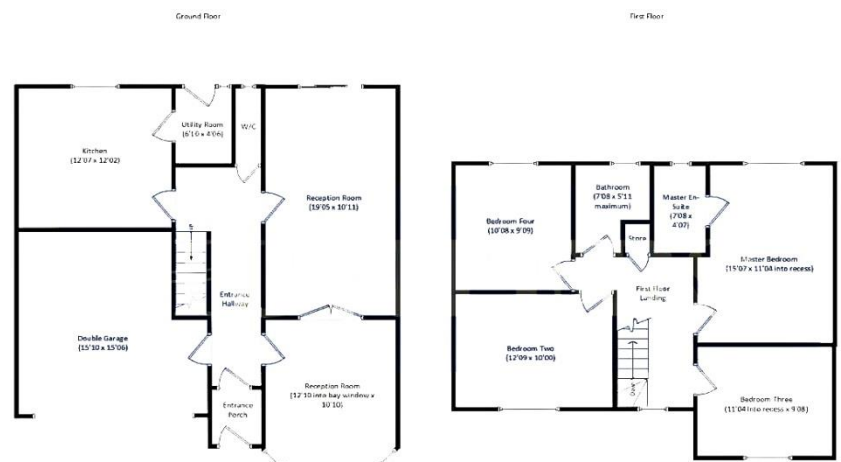 Ground Floor
First Floor
Kitchen
(12'07 x 12'02)
Utility Room
(6'10 x 4'06)
W/C
Reception Room
(19'05 x 10'11)
Entrance
Hallway
Double Garage
(15'10 x 15'06)
Reception Room
(12'10 into bay window x
10'10)
Entrance
Porch
Bedroom Four
(10'08 x 9'09)
Bathroom
(7'08 x 5'11
maximum)
Master En-
Suite
(7'08 x
4'07)
Store
Master Bedroom
(15'07 x 11'04 into recess)
First Floor
Landing
Bedroom Two
(12'09 x 10'00)
Bedroom Three
(11'04 into recess x 9'08)